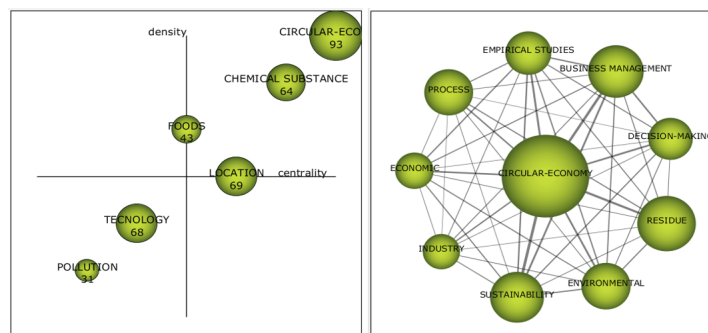 density
CIRCULAR-ECO
93
CHEMICAL SUBSTANCE
64
FOODS
43
centrality
LOCATION
69
TECNOLOGY
68
POLLUTION
31
EMPIRICAL STUDIES
BUSINESS MANAGEMENT
PROCESS
DECISION-MAKING
ECONOMIC
CIRCULAR-ECONOMY
RESIDUE
INDUSTRY
ENVIRONMENTAL
SUSTAINABILITY